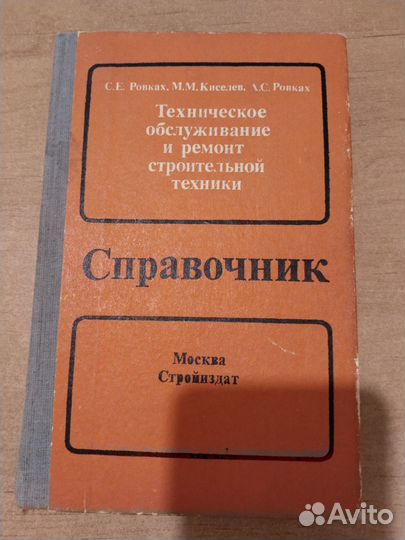 С.Е. Ровках, М.М. Киселев, А.С. Ровках
Техническое
обслуживание
и ремонт
строительной
техники
Справочник
Москва
Стройиздат
Avito